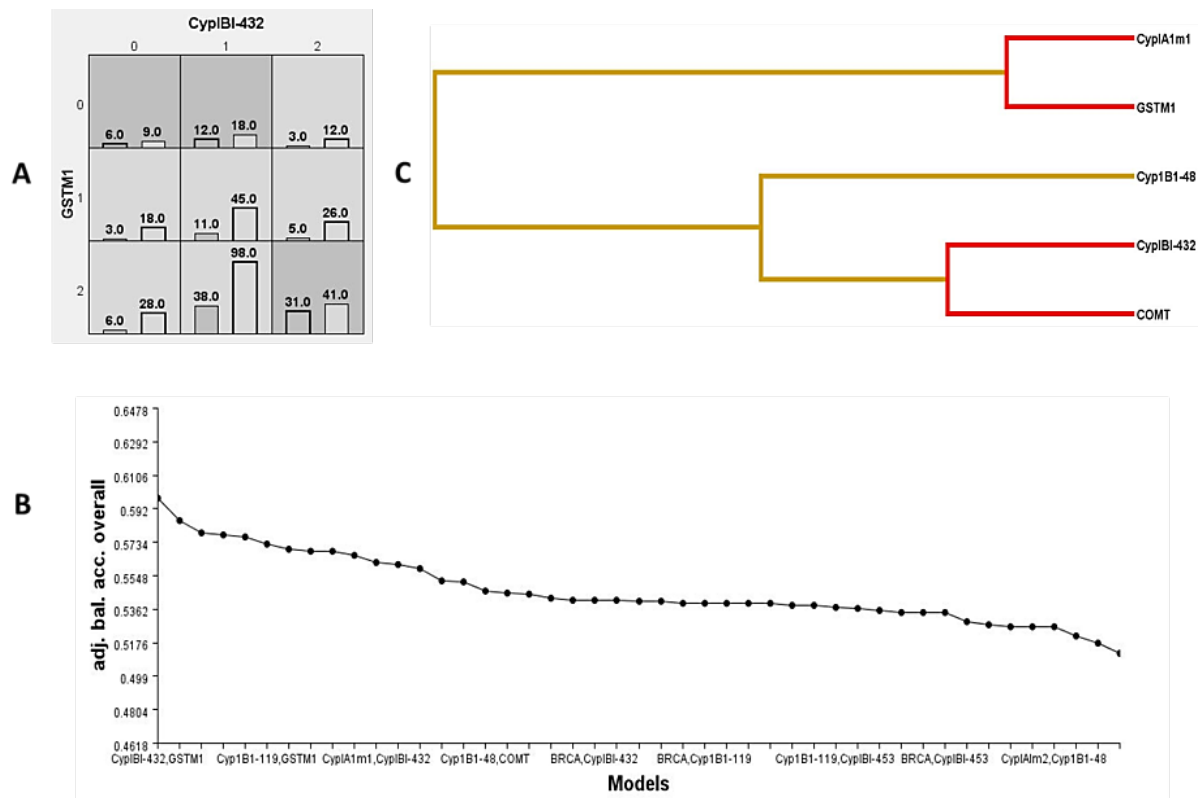 A
CypIBI-432
0 1 2
GSTM1
0
6.0 9.0 12.0 18.0 3.0 12.0
1
3.0 18.0 11.0 45.0 5.0 26.0
2
6.0 28.0 38.0 98.0 31.0 41.0
C
CypIA1m1
GSTM1
Cyp1B1-48
CypIBI-432
COMT
B
adj. bal. acc. overall
0.6478
0.6292
0.6106
0.592
0.5734
0.5548
0.5362
0.5176
0.499
0.4804
0.4618
CypIBI-432,GSTM1 Cyp1B1-119,GSTM1 CypIA1m1,CypIBI-432 Cyp1B1-48,COMT BRCA,CypIBI-432 BRCA,Cyp1B1-119 Cyp1B1-119,CypIBI-453 BRCA,CypIBI-453 CypIAIm2,Cyp1B1-48
Models